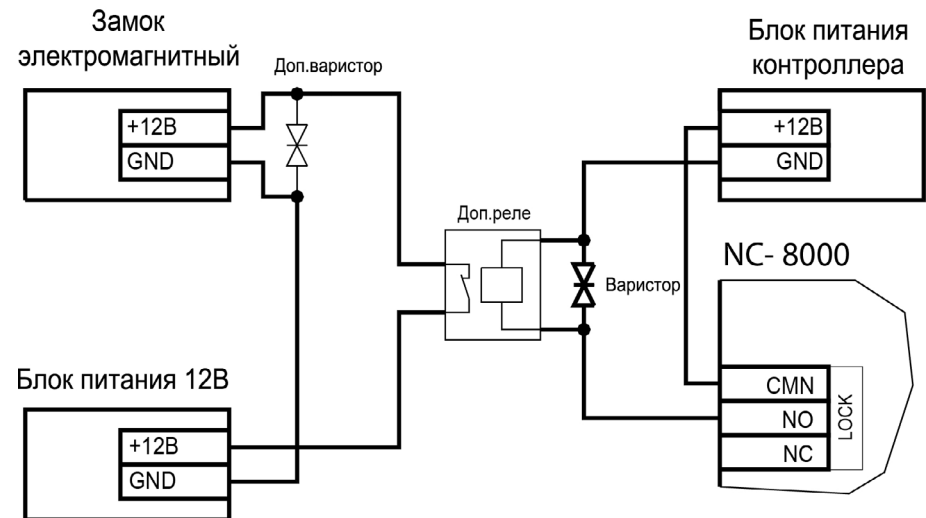 Замок
электромагнитный
+12В
GND
Доп.варистор
Блок питания
контроллера
+12В
GND
Доп.реле
Варистор
NC- 8000
CMN
NO
NC
LOCK
Блок питания 12В
+12В
GND